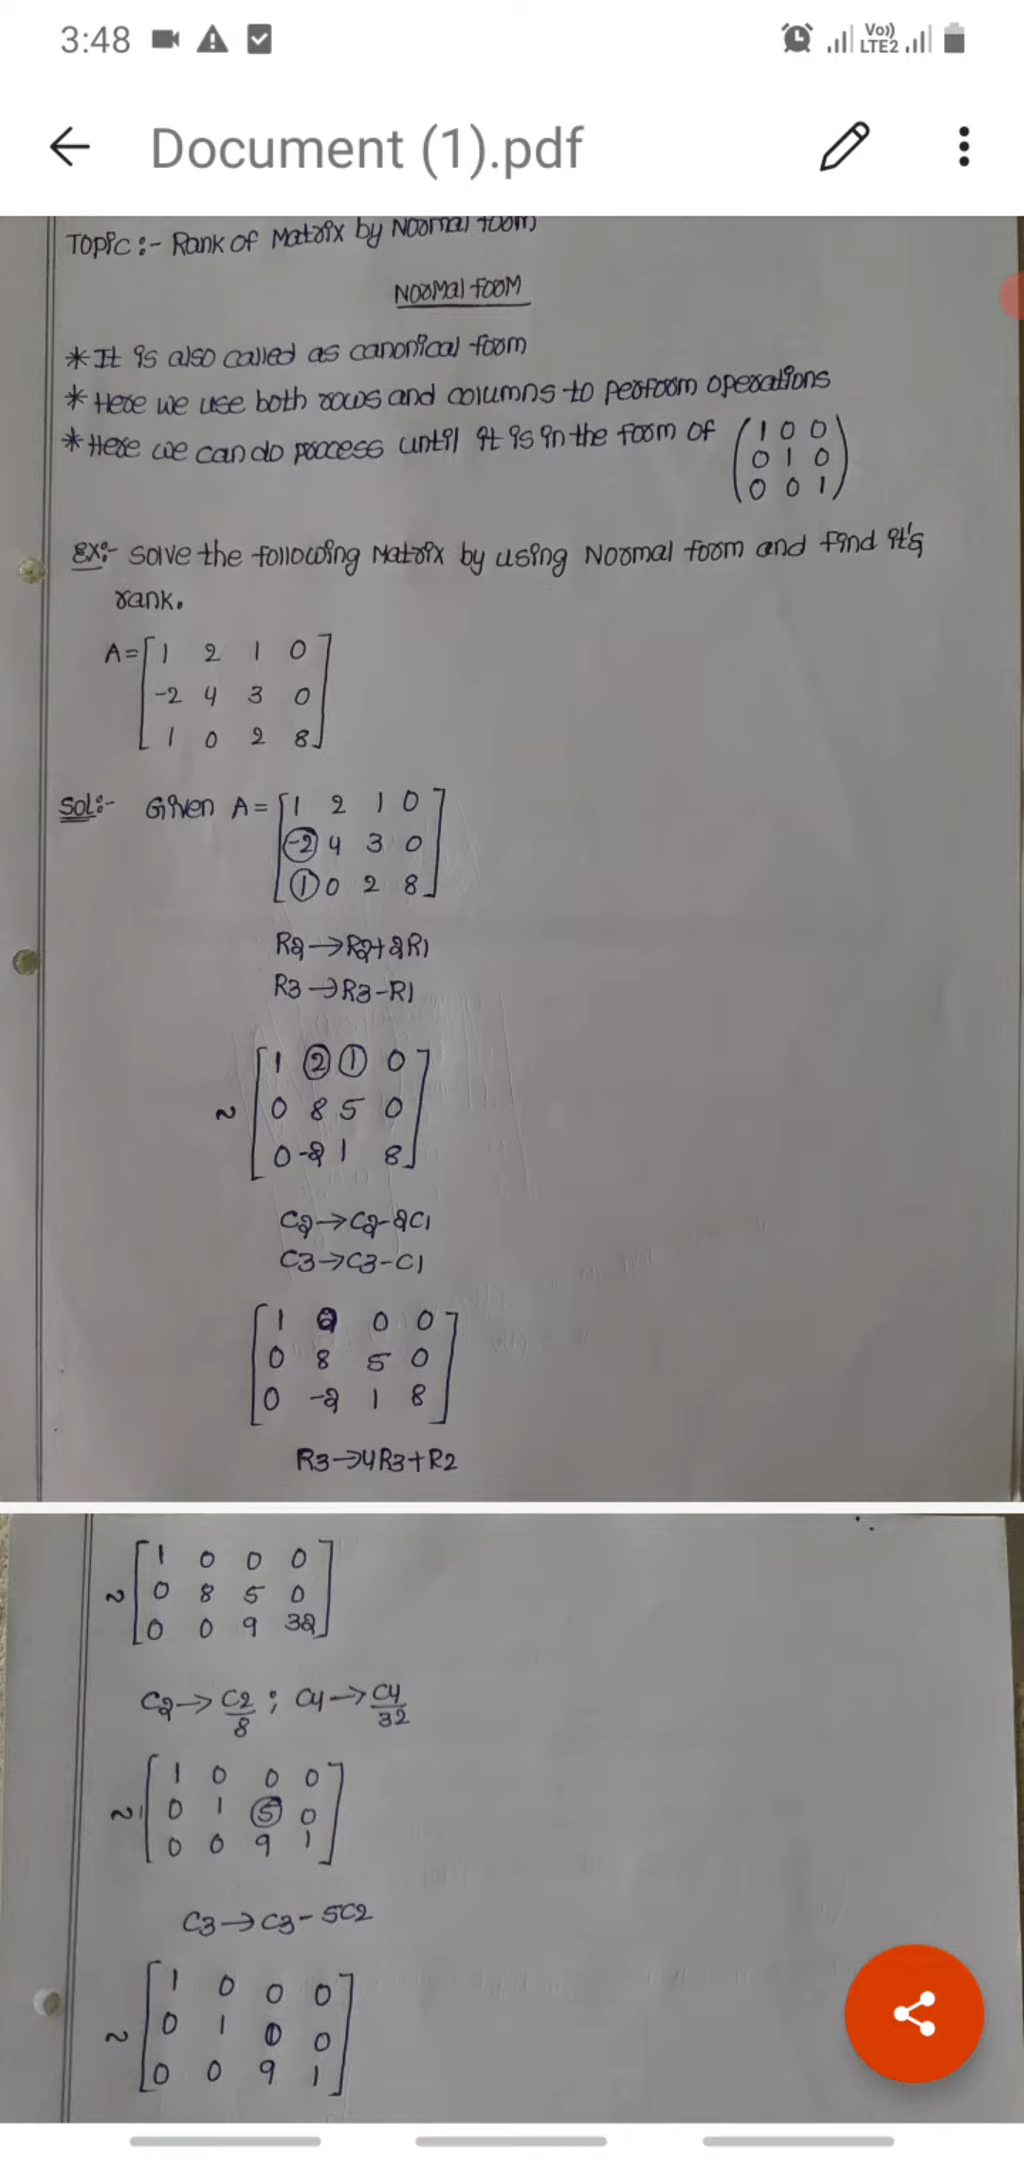 3:48 Vo)) LTE2
Document (1).pdf
Topic :- Rank of Matrix by Normal form
Normal form
* It is also called as canonical form
* Here we use both rows and columns to perform operations
* Here we can do process until it is in the form of
1 0 0
0 1 0
0 0 1
Ex:- Solve the following Matrix by using Normal form and find it's
rank.
A= 1 2 1 0
-2 4 3 0
1 0 2 8
Sol:- Given A= 1 2 1 0
-2 4 3 0
1 0 2 8
R2→R2+2R1
R3→R3-R1
1 2 1 0
~ 0 8 5 0
0 -2 1 8
C2→C2-2C1
C3→C3-C1
1 0 0 0
0 8 5 0
0 -2 1 8
R3→4R3+R2
1 0 0 0
~ 0 8 5 0
0 0 9 32
C2→C2/8 ; C4→C4/32
1 0 0 0
~ 0 1 5 0
0 0 9 1
C3→C3-5C2
1 0 0 0
~ 0 1 0 0
0 0 9 1